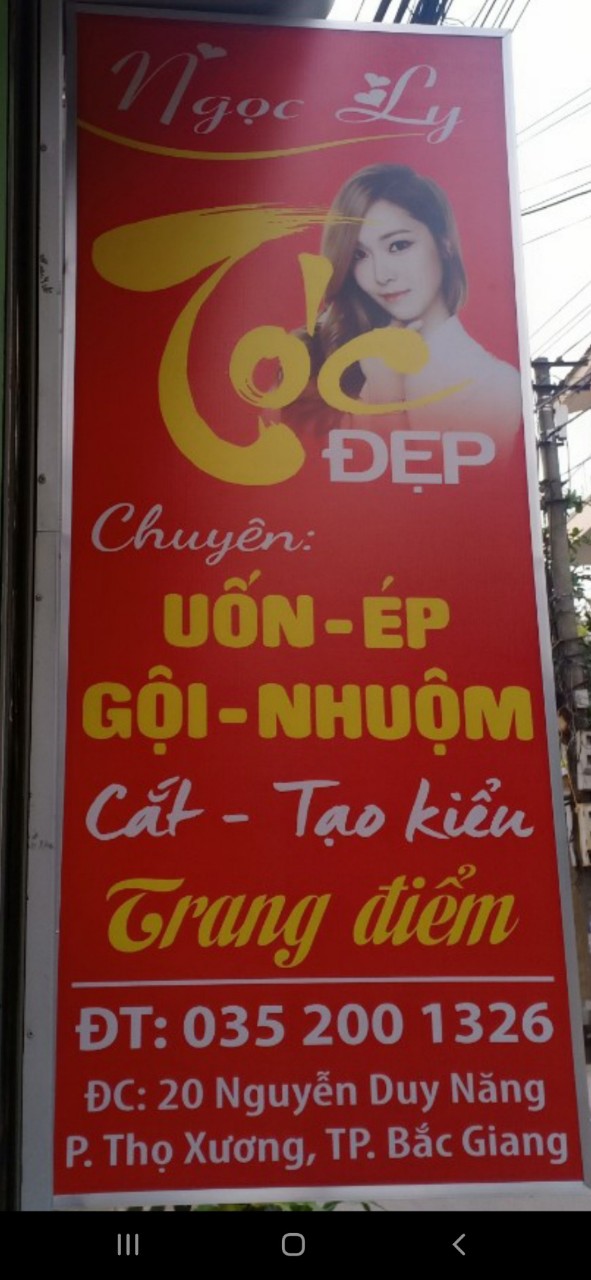 Ngọc Ly
Tóc
ĐẸP
Chuyên:
UỐN-ÉP
GỘI-NHUỘM
Cắt - Tạo kiểu
Trang điểm
ĐT: 035 200 1326
ĐC: 20 Nguyễn Duy Năng
P. Thọ Xương, TP. Bắc Giang